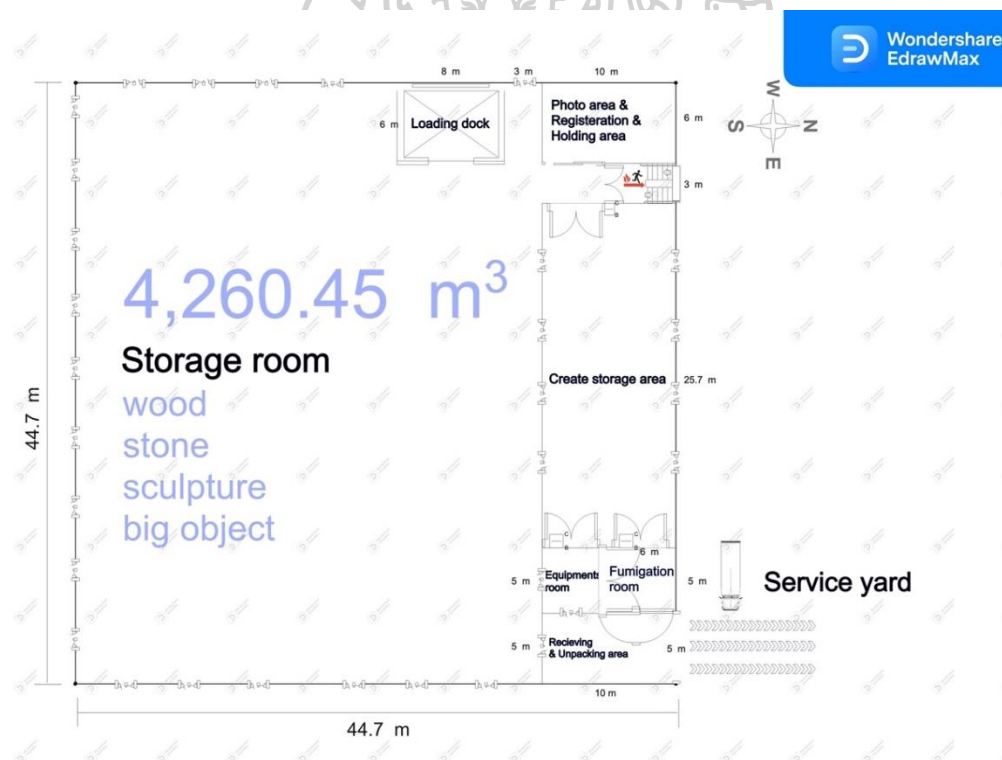 Wondershare
EdrawMax
8 m
3 m
10 m
W
S
N
E
6 m
Loading dock
Photo area &
Registeration &
Holding area
6 m
3 m
C
B
4,260.45 m³
Storage room
wood
stone
sculpture
big object
44.7 m
Create storage area
25.7 m
C
B
C
B
6 m
5 m
Equipments
room
Fumigation
room
5 m
Service yard
5 m
Recieving
& Unpacking area
5 m
10 m
44.7 m